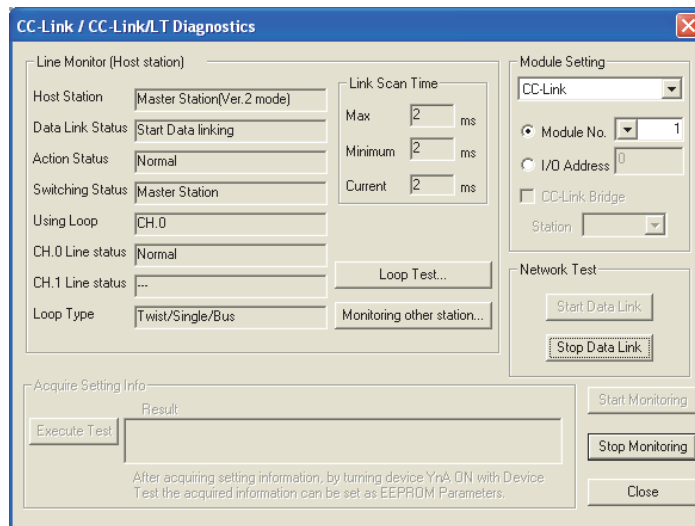 CC-Link / CC-Link/LT Diagnostics
Line Monitor (Host station)
Host Station Master Station(Ver.2 mode)
Data Link Status Start Data linking
Action Status Normal
Switching Status Master Station
Using Loop CH.0
CH.0 Line status Normal
CH.1 Line status ---
Loop Type Twist/Single/Bus
Link Scan Time
Max 2 ms
Minimum 2 ms
Current 2 ms
Loop Test...
Monitoring other station...
Module Setting
CC-Link
Module No. 1
I/O Address 0
CC-Link Bridge
Station
Network Test
Start Data Link
Stop Data Link
Acquire Setting Info
Result
Execute Test
After acquiring setting information, by turning device YnA ON with Device
Test the acquired information can be set as EEPROM Parameters.
Start Monitoring
Stop Monitoring
Close